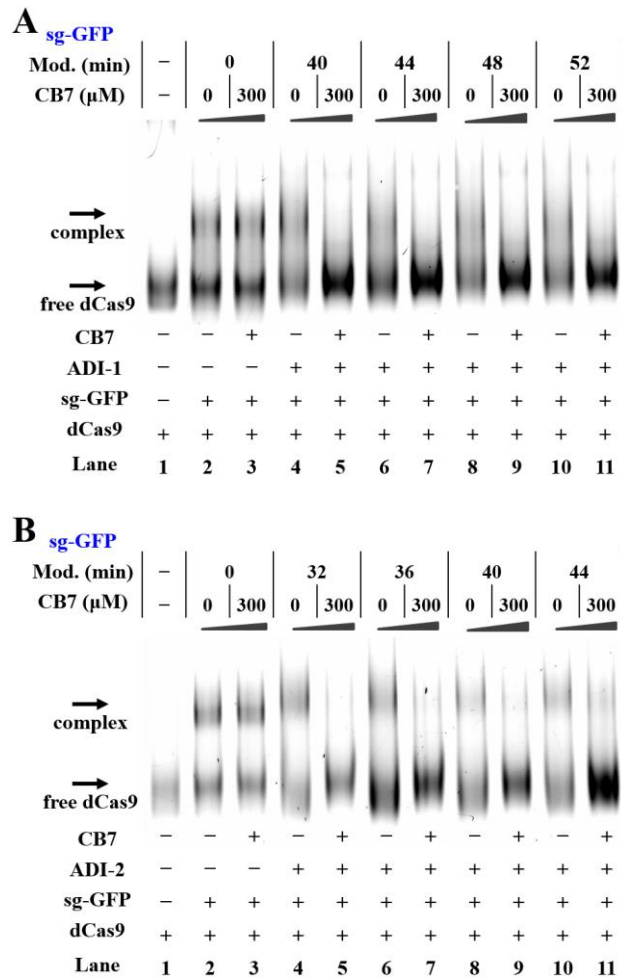 A
sg-GFP
Mod. (min) – 0 40 44 48 52
CB7 (μM) – 0 300 0 300 0 300 0 300 0 300
complex
free dCas9
CB7 – – + – + – + – + – +
ADI-1 – – – + + + + + + + +
sg-GFP – + + + + + + + + + +
dCas9 + + + + + + + + + + +
Lane 1 2 3 4 5 6 7 8 9 10 11
B
sg-GFP
Mod. (min) – 0 32 36 40 44
CB7 (μM) – 0 300 0 300 0 300 0 300 0 300
complex
free dCas9
CB7 – – + – + – + – + – +
ADI-2 – – – + + + + + + + +
sg-GFP – + + + + + + + + + +
dCas9 + + + + + + + + + + +
Lane 1 2 3 4 5 6 7 8 9 10 11